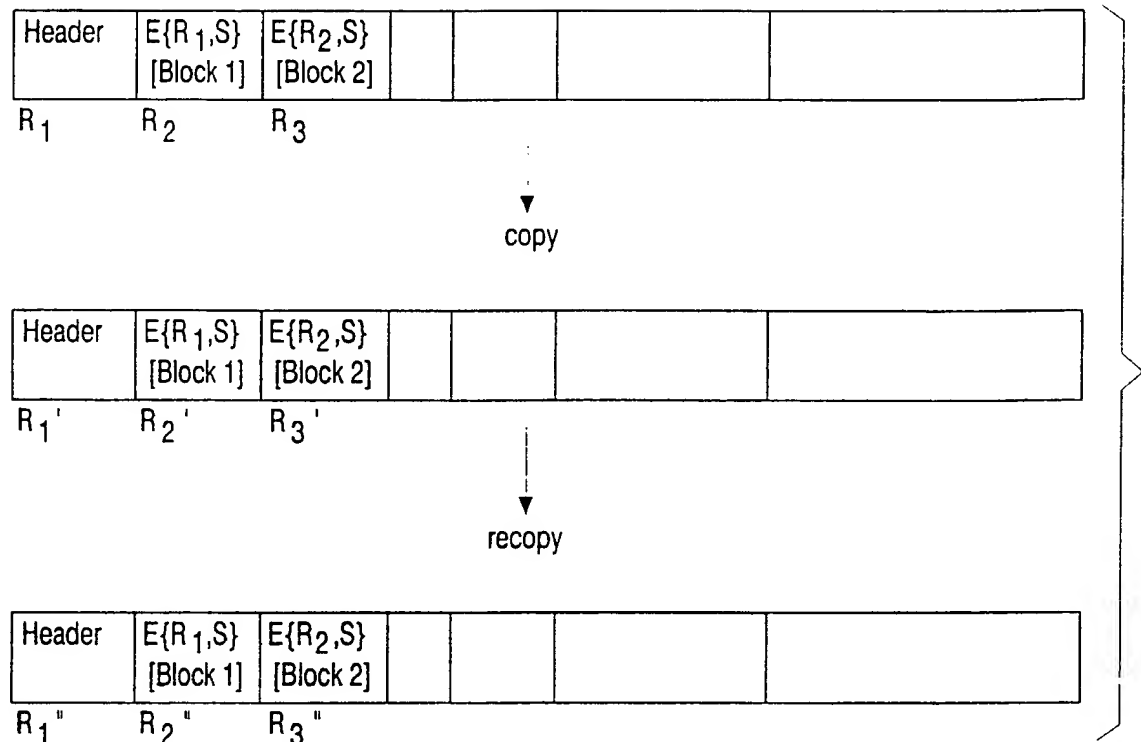 Header E{R1,S} E{R2,S}
[Block 1] [Block 2]
R1 R2 R3
copy
Header E{R1,S} E{R2,S}
[Block 1] [Block 2]
R1' R2' R3'
recopy
Header E{R1,S} E{R2,S}
[Block 1] [Block 2]
R1" R2" R3"